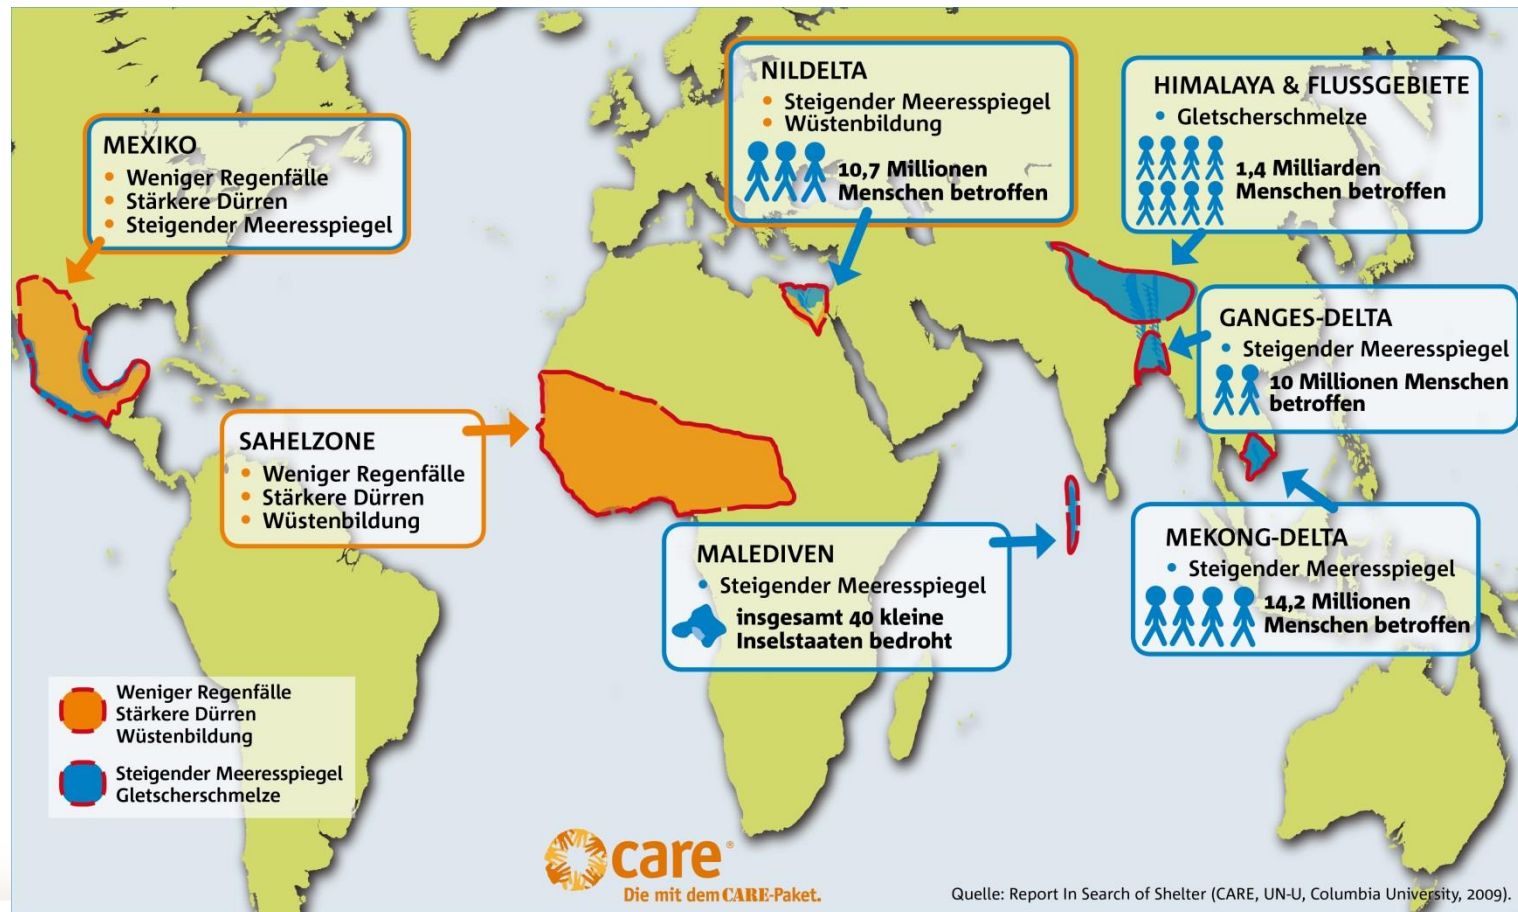 MEXIKO
• Weniger Regenfälle
• Stärkere Dürren
• Steigender Meeresspiegel
NILDELTA
• Steigender Meeresspiegel
• Wüstenbildung
10,7 Millionen
Menschen betroffen
HIMALAYA & FLUSSGEBIETE
• Gletscherschmelze
1,4 Milliarden
Menschen betroffen
GANGES-DELTA
• Steigender Meeresspiegel
10 Millionen Menschen
betroffen
SAHELZONE
• Weniger Regenfälle
• Stärkere Dürren
• Wüstenbildung
MALEDIVEN
• Steigender Meeresspiegel
insgesamt 40 kleine
Inselstaaten bedroht
MEKONG-DELTA
• Steigender Meeresspiegel
14,2 Millionen
Menschen betroffen
Weniger Regenfälle
Stärkere Dürren
Wüstenbildung
Steigender Meeresspiegel
Gletscherschmelze
care®
Die mit dem CARE-Paket.
Quelle: Report In Search of Shelter (CARE, UN-U, Columbia University, 2009).